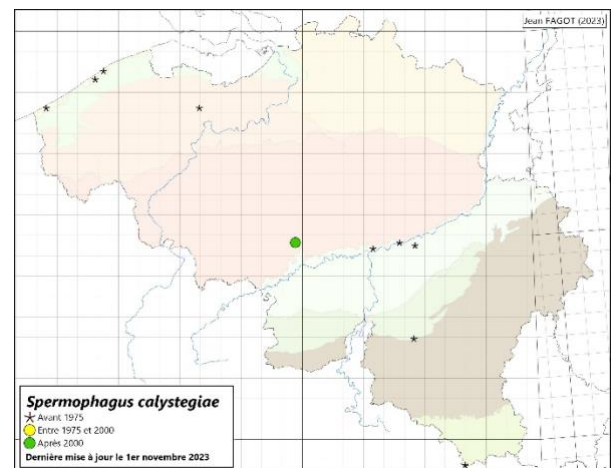 Jean FAGOT (2023)
Spermophagus calystegiae
Avant 1975
Entre 1975 et 2000
Après 2000
Dernière mise à jour le 1er novembre 2023